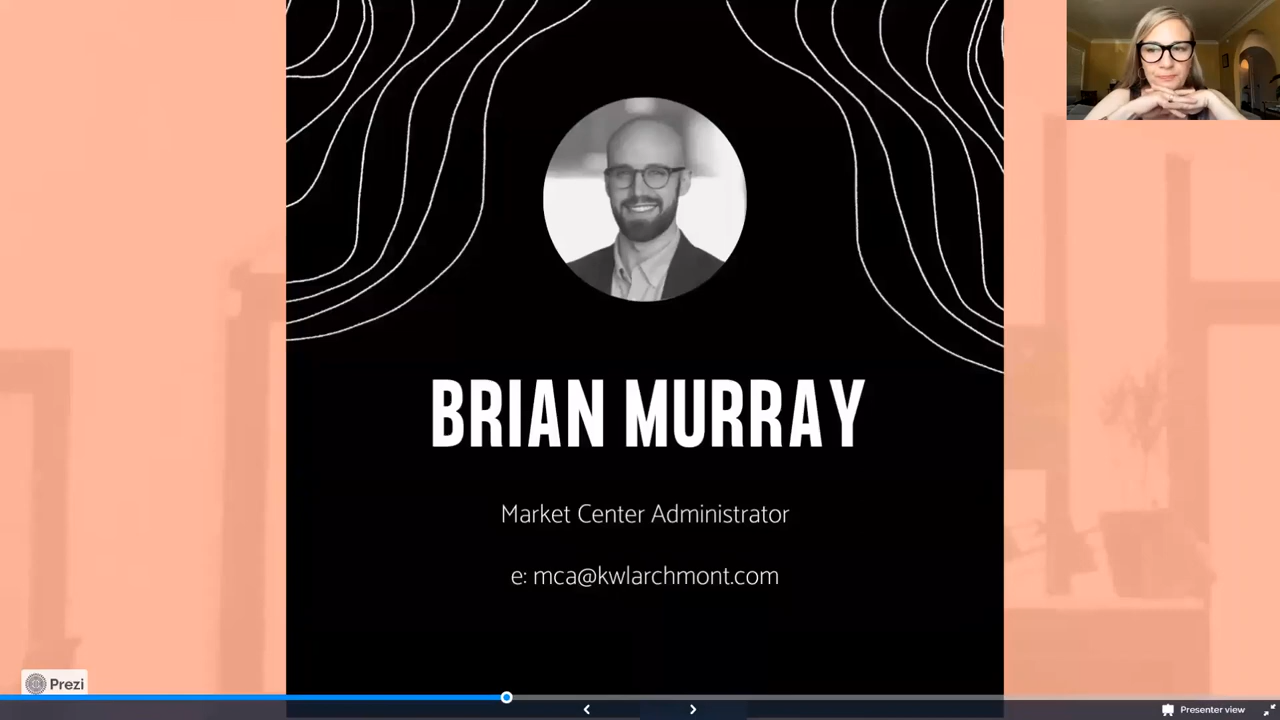 BRIAN MURRAY
Market Center Administrator
e: mca@kwlarchmont.com
Prezi
Presenter view